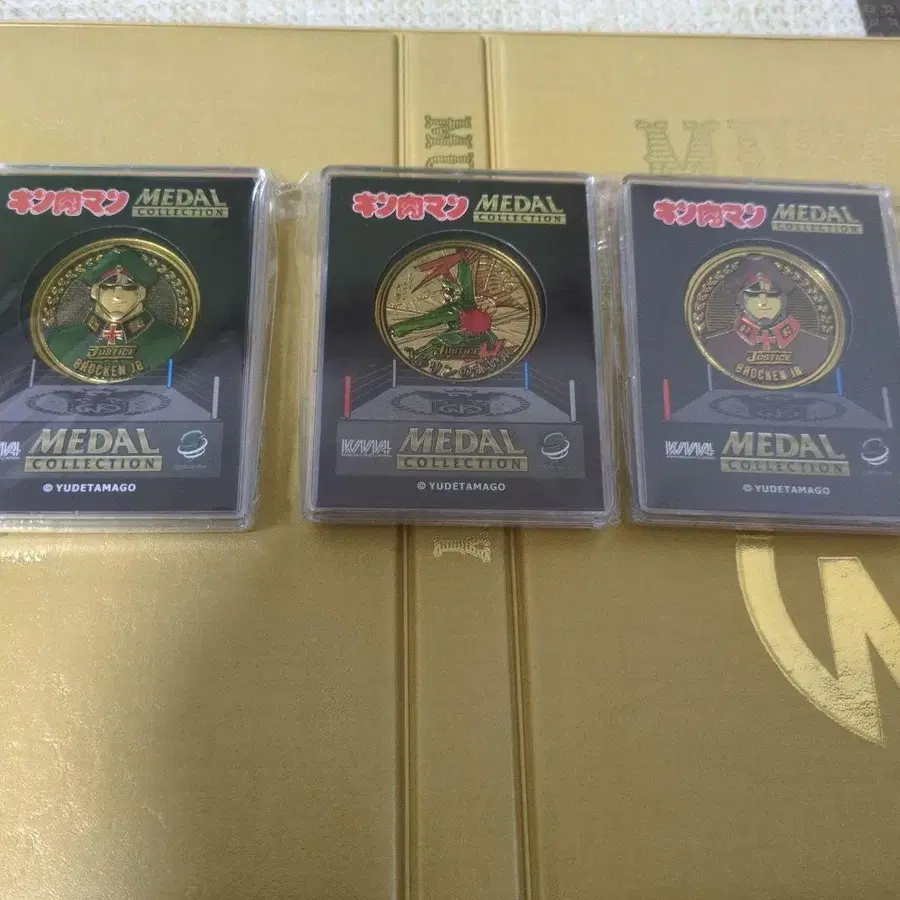 キン肉マン MEDAL
COLLECTION
JUSTICE
BROCKEN JR
MEDAL
COLLECTION
© YUDETAMAGO
キン肉マン MEDAL
COLLECTION
JUSTICE
MEDAL
COLLECTION
© YUDETAMAGO
キン肉マン MEDAL
COLLECTION
JUSTICE
BROCKEN JR
MEDAL
COLLECTION
© YUDETAMAGO